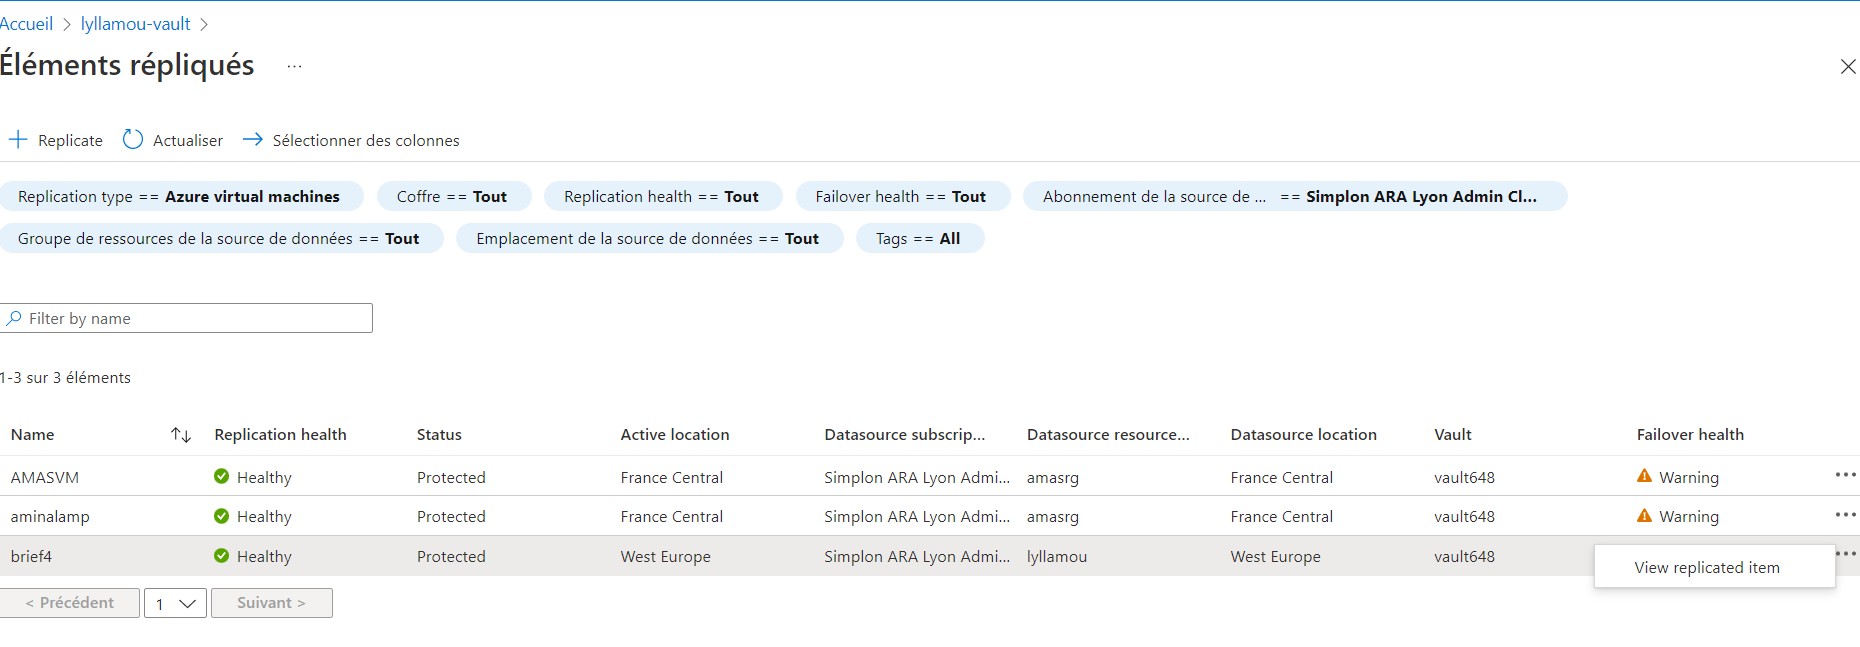 Accueil > lyllamou-vault >
Éléments répliqués ...
Replicate Actualiser Sélectionner des colonnes
Replication type == Azure virtual machines Coffre == Tout Replication health == Tout Failover health == Tout Abonnement de la source de ... == Simplon ARA Lyon Admin Cl...
Groupe de ressources de la source de données == Tout Emplacement de la source de données == Tout Tags == All
Filter by name
1-3 sur 3 éléments
Name Replication health Status Active location Datasource subscrip... Datasource resource... Datasource location Vault Failover health
AMASVM Healthy Protected France Central Simplon ARA Lyon Admi... amasrg France Central vault648 Warning
aminalamp Healthy Protected France Central Simplon ARA Lyon Admi... amasrg France Central vault648 Warning
brief4 Healthy Protected West Europe Simplon ARA Lyon Admi... lyllamou West Europe vault648
View replicated item
< Précédent 1 Suivant >